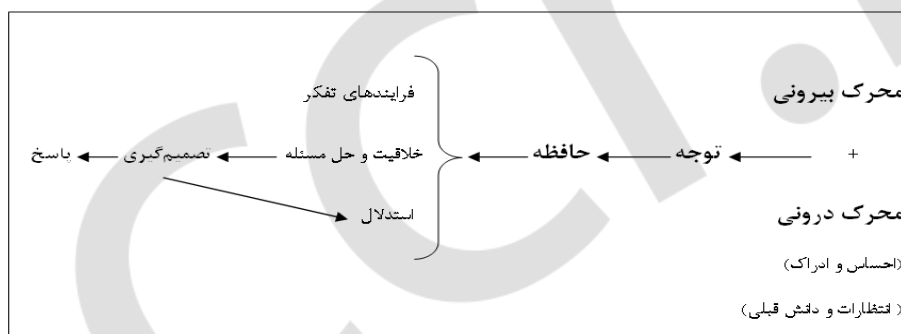 محرک بیرونی
+
محرک درونی
(احساس و ادراک)
( انتظارات و دانش قبلی)
توجه
حافظه
فرایندهای تفکر
خلاقیت و حل مسئله
استدلال
تصمیم‌گیری
پاسخ